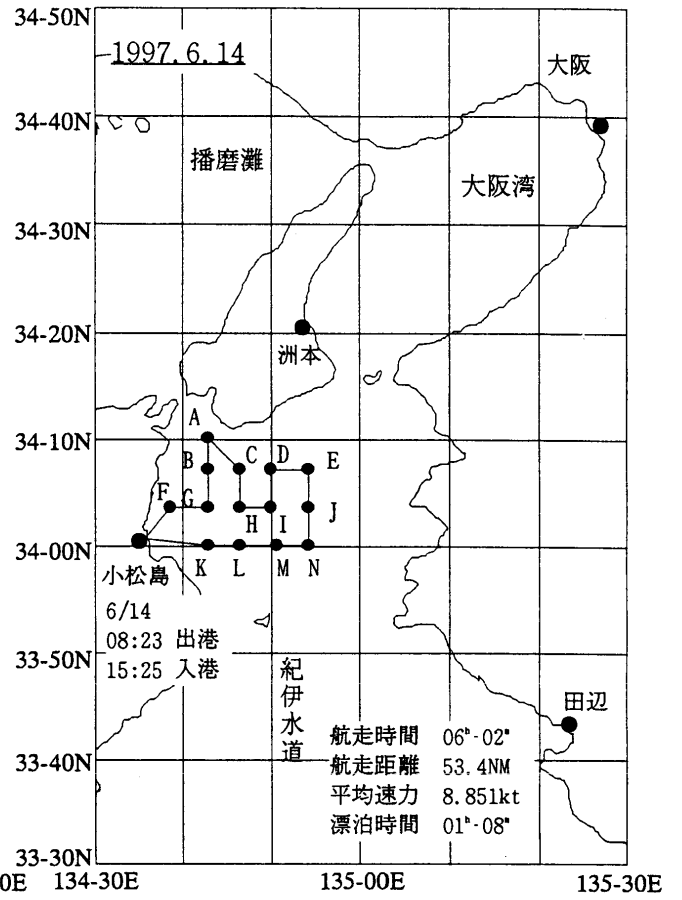 34-50N
1997.6.14
大阪
34-40N
播磨灘
大阪湾
34-30N
34-20N
洲本
A
34-10N
B
C
D
E
F
G
H
I
J
34-00N
小松島
K
L
M
N
6/14
08:23 出港
15:25 入港
33-50N
紀伊水道
田辺
航走時間 06ʰ-02ᵐ
33-40N
航走距離 53.4NM
平均速力 8.851kt
漂泊時間 01ʰ-08ᵐ
33-30N
0E
134-30E
135-00E
135-30E